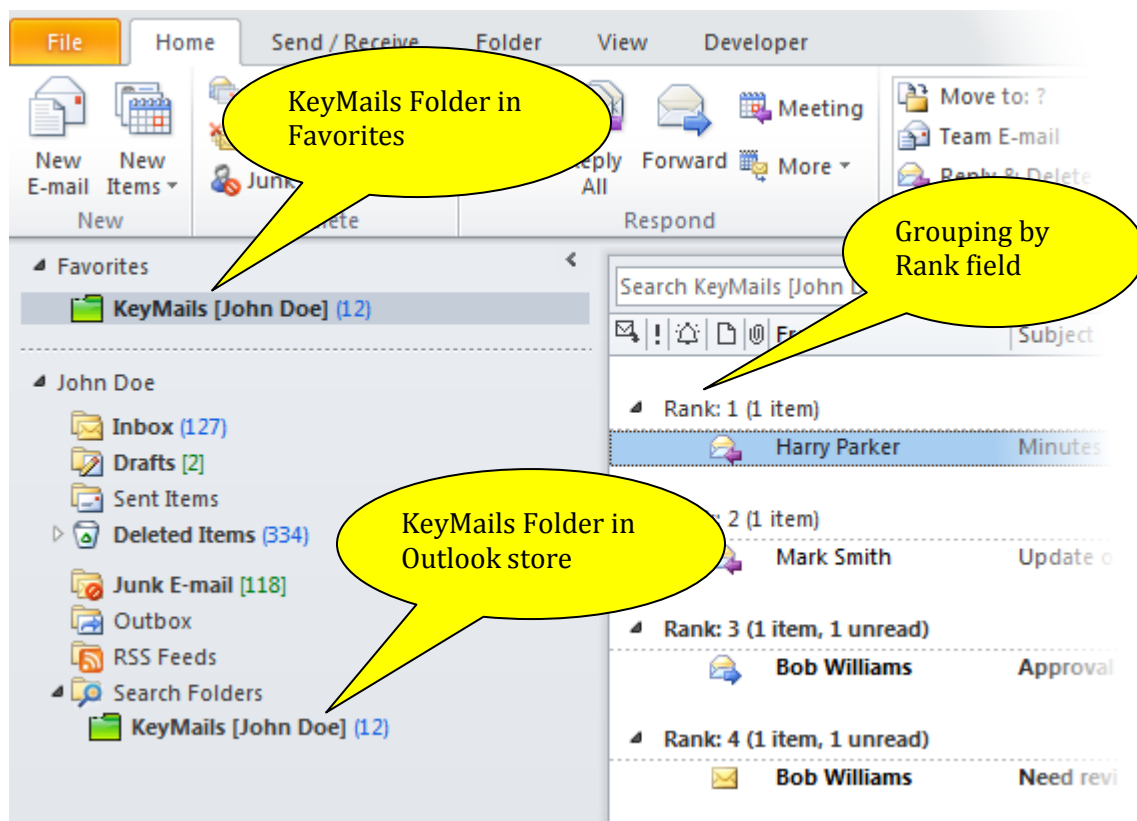 File Home Send / Receive Folder View Developer
KeyMails Folder in
Favorites
New
E-mail
New
Items
Junk
All
Forward
Meeting
More
Move to: ?
Team E-mail
Reply & Delete
New
Respond
Grouping by
Rank field
Favorites
KeyMails [John Doe] (12)
John Doe
Inbox (127)
Drafts [2]
Sent Items
Deleted Items (334)
Junk E-mail [118]
Outbox
RSS Feeds
Search Folders
KeyMails [John Doe] (12)
KeyMails Folder in
Outlook store
Search KeyMails [John D
Subject
Rank: 1 (1 item)
Harry Parker Minutes
2 (1 item)
Mark Smith Update o
Rank: 3 (1 item, 1 unread)
Bob Williams Approval
Rank: 4 (1 item, 1 unread)
Bob Williams Need revi